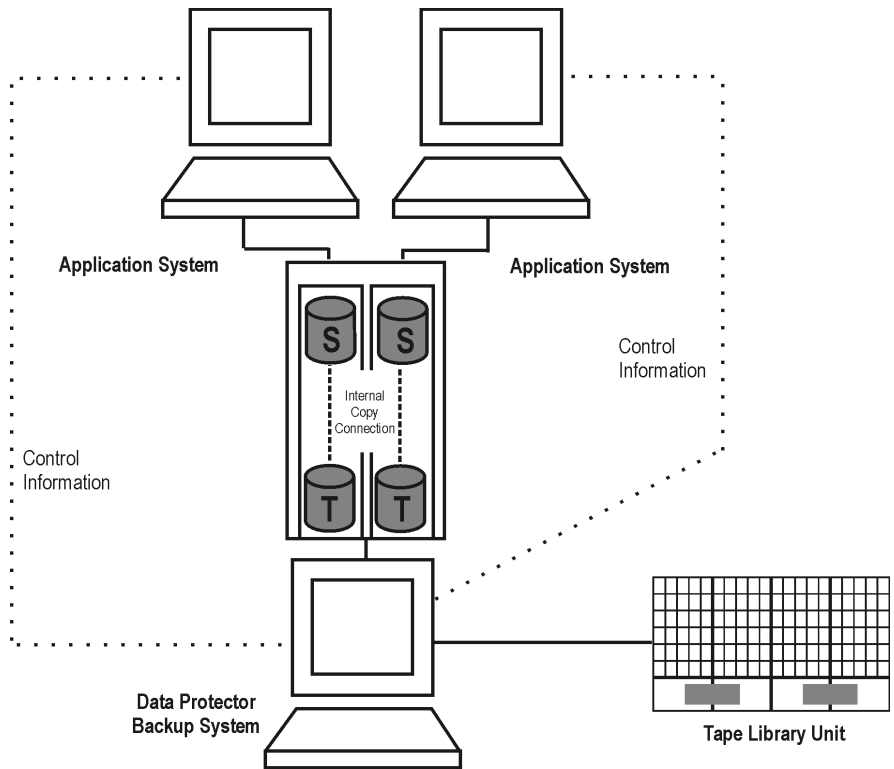 Application System
Application System
S
S
Control
Information
Internal
Copy
Connection
Control
Information
T
T
Data Protector
Backup System
Tape Library Unit